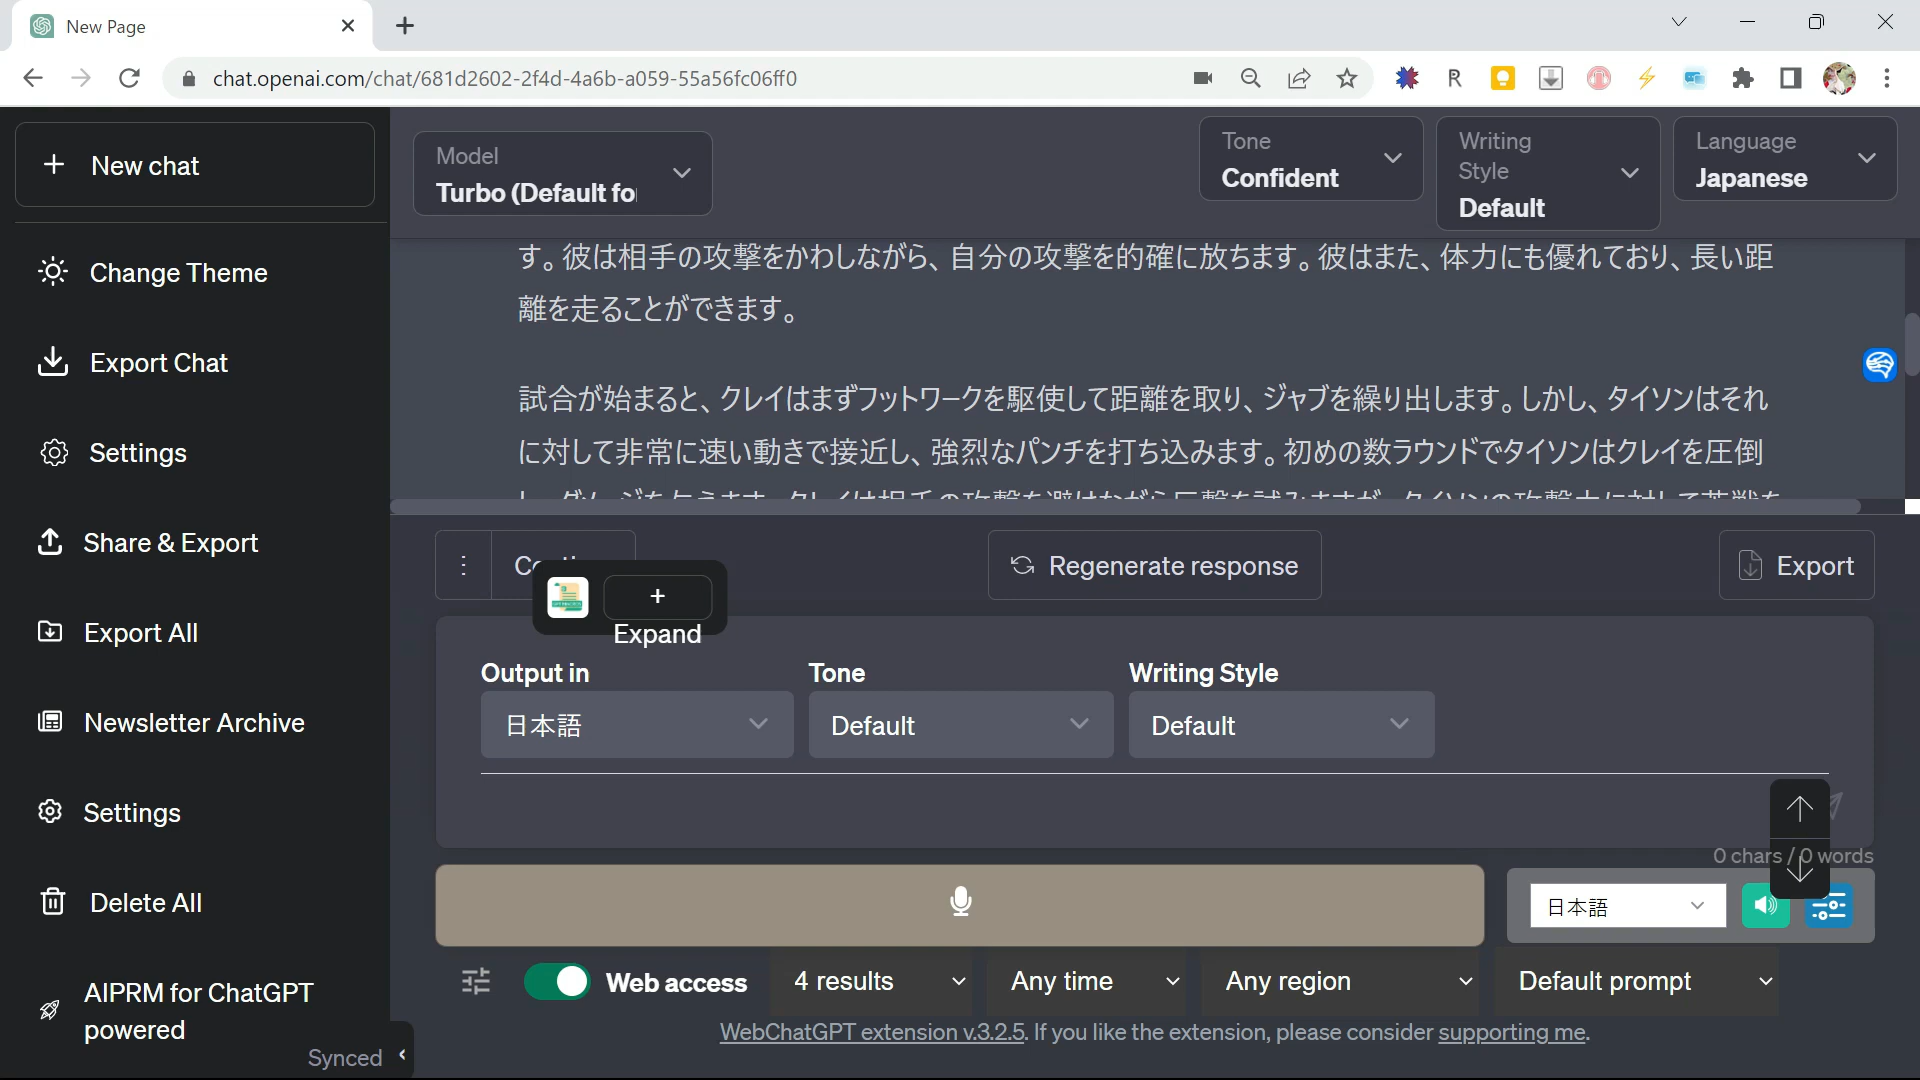 New Page
chat.openai.com/chat/681d2602-2f4d-4a6b-a059-55a56fc06ff0
R
New chat
Model
Turbo (Default fo
Tone
Confident
Writing
Style
Default
Language
Japanese
Change Theme
Export Chat
Settings
Share & Export
Export All
Newsletter Archive
Settings
Delete All
AIPRM for ChatGPT
powered
Synced
す。彼は相手の攻撃をかわしながら、自分の攻撃を的確に放ちます。彼はまた、体力にも優れており、長い距
離を走ることができます。
試合が始まると、クレイはまずフットワークを駆使して距離を取り、ジャブを繰り出します。しかし、タイソンはそれ
に対して非常に速い動きで接近し、強烈なパンチを打ち込みます。初めの数ラウンドでタイソンはクレイを圧倒
Regenerate response
Export
+
Expand
Output in
Tone
Writing Style
日本語
Default
Default
0 chars / 0 words
日本語
Web access
4 results
Any time
Any region
Default prompt
WebChatGPT extension v.3.2.5. If you like the extension, please consider supporting me.